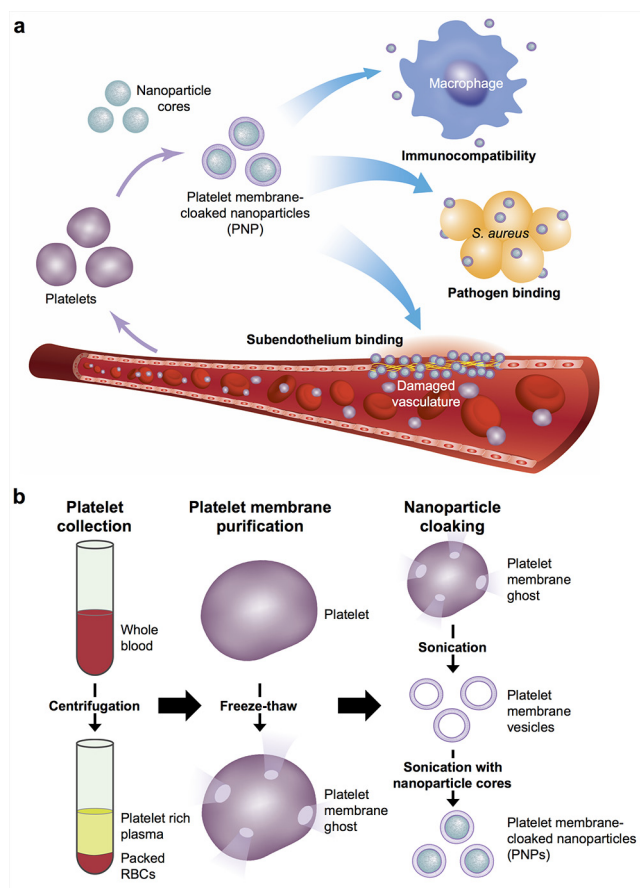 a
Nanoparticle
cores
Macrophage
Immunocompatibility
Platelet membrane-
cloaked nanoparticles
(PNP)
S. aureus
Pathogen binding
Platelets
Subendothelium binding
Damaged
vasculature
b
Platelet
collection
Whole
blood
Centrifugation
Platelet rich
plasma
Packed
RBCs
Platelet membrane
purification
Platelet
Freeze-thaw
Platelet
membrane
ghost
Nanoparticle
cloaking
Platelet
membrane
ghost
Sonication
Platelet
membrane
vesicles
Sonication with
nanoparticle cores
Platelet membrane-
cloaked nanoparticles
(PNPs)